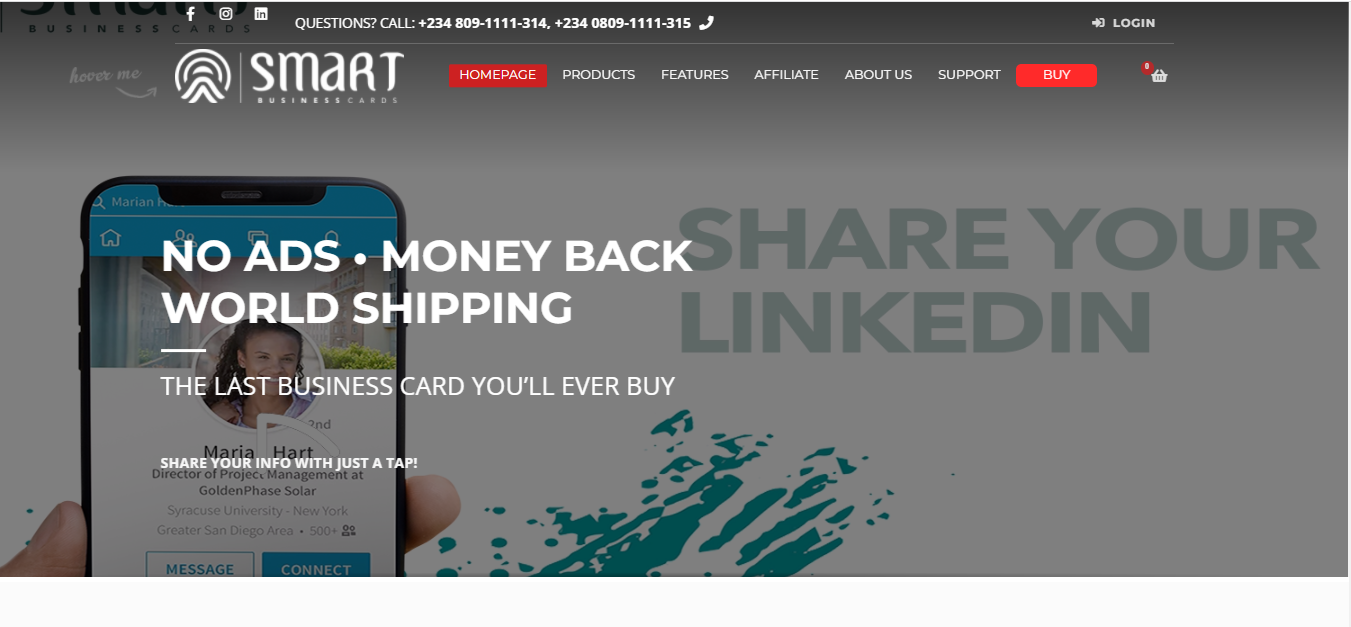 QUESTIONS? CALL: +234 809-1111-314, +234 0809-1111-315
LOGIN
BUSINESS CARDS
hover me
SMART
BUSINESSCARDS
HOMEPAGE PRODUCTS FEATURES AFFILIATE ABOUT US SUPPORT BUY
0
Marian H
NO ADS • MONEY BACK
WORLD SHIPPING
SHARE YOUR
LINKEDIN
THE LAST BUSINESS CARD YOU’LL EVER BUY
2nd
Maria Hart
SHARE YOUR INFO WITH JUST A TAP!
Director of Project Management at
GoldenPhase Solar
Syracuse University - New York
Greater San Diego Area • 500+
MESSAGE CONNECT